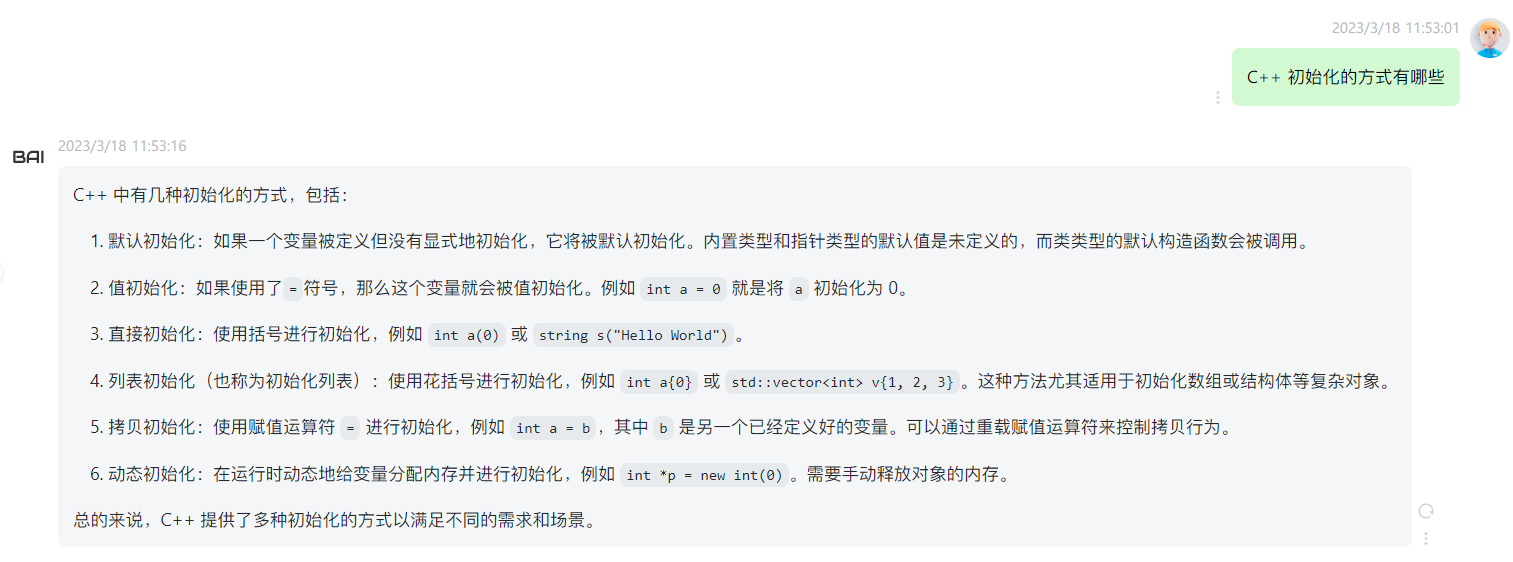 2023/3/18 11:53:01
C++ 初始化的方式有哪些
2023/3/18 11:53:16
BAI
C++ 中有几种初始化的方式，包括：
1. 默认初始化：如果一个变量被定义但没有显式地初始化，它将被默认初始化。内置类型和指针类型的默认值是未定义的，而类类型的默认构造函数会被调用。
2. 值初始化：如果使用了 = 符号，那么这个变量就会被值初始化。例如 int a = 0 就是将 a 初始化为 0。
3. 直接初始化：使用括号进行初始化，例如 int a(0) 或 string s("Hello World") 。
4. 列表初始化（也称为初始化列表）：使用花括号进行初始化，例如 int a{0} 或 std::vector<int> v{1, 2, 3} 。这种方法尤其适用于初始化数组或结构体等复杂对象。
5. 拷贝初始化：使用赋值运算符 = 进行初始化，例如 int a = b ，其中 b 是另一个已经定义好的变量。可以通过重载赋值运算符来控制拷贝行为。
6. 动态初始化：在运行时动态地给变量分配内存并进行初始化，例如 int *p = new int(0) 。需要手动释放对象的内存。
总的来说，C++ 提供了多种初始化的方式以满足不同的需求和场景。